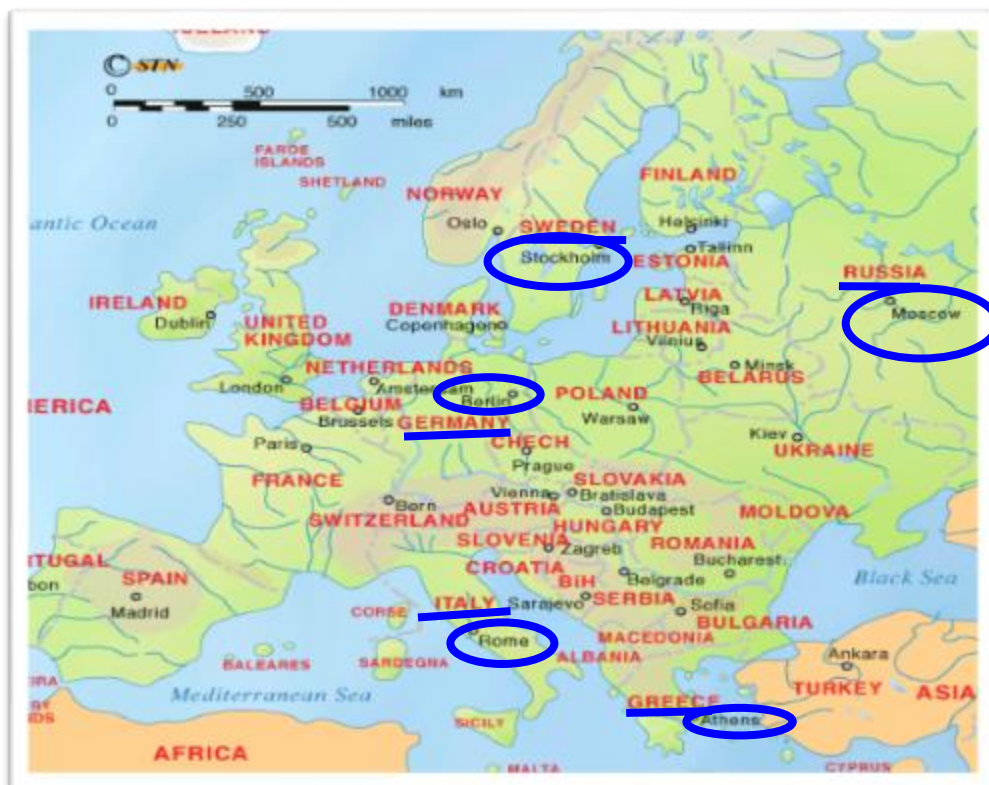 ICELAND
© STN
0 500 1000 km
0 250 500 miles
FAROE
ISLANDS
SHETLAND
NORWAY
FINLAND
antic Ocean
Oslo
SWEDEN
Helsinki
Stockholm
Tallinn
ESTONIA
RUSSIA
IRELAND
Dublin
UNITED
KINGDOM
DENMARK
Copenhagen
LATVIA
Riga
Moscow
LITHUANIA
Vilnius
NETHERLANDS
Amsterdam
London
Berlin
POLAND
Minsk
BELARUS
MERICA
BELGIUM
Brussels
GERMANY
Warsaw
Paris
CHECH
Prague
Kiev
UKRAINE
FRANCE
SLOVAKIA
Vienna
Bratislava
Bern
AUSTRIA
Budapest
MOLDOVA
SWITZERLAND
HUNGARY
SLOVENIA
Zagreb
ROMANIA
RTUGAL
CROATIA
Bucharest
bon
SPAIN
BIH
Belgrade
Black Sea
Madrid
CORSE
ITALY
Sarajevo
SERBIA
Sofia
BULGARIA
Rome
MACEDONIA
BALEARES
SARDEGNA
ALBANIA
Ankara
Mediterranean Sea
GREECE
TURKEY
ASIA
SICILY
Athens
AFRICA
MALTA
CYPRUS